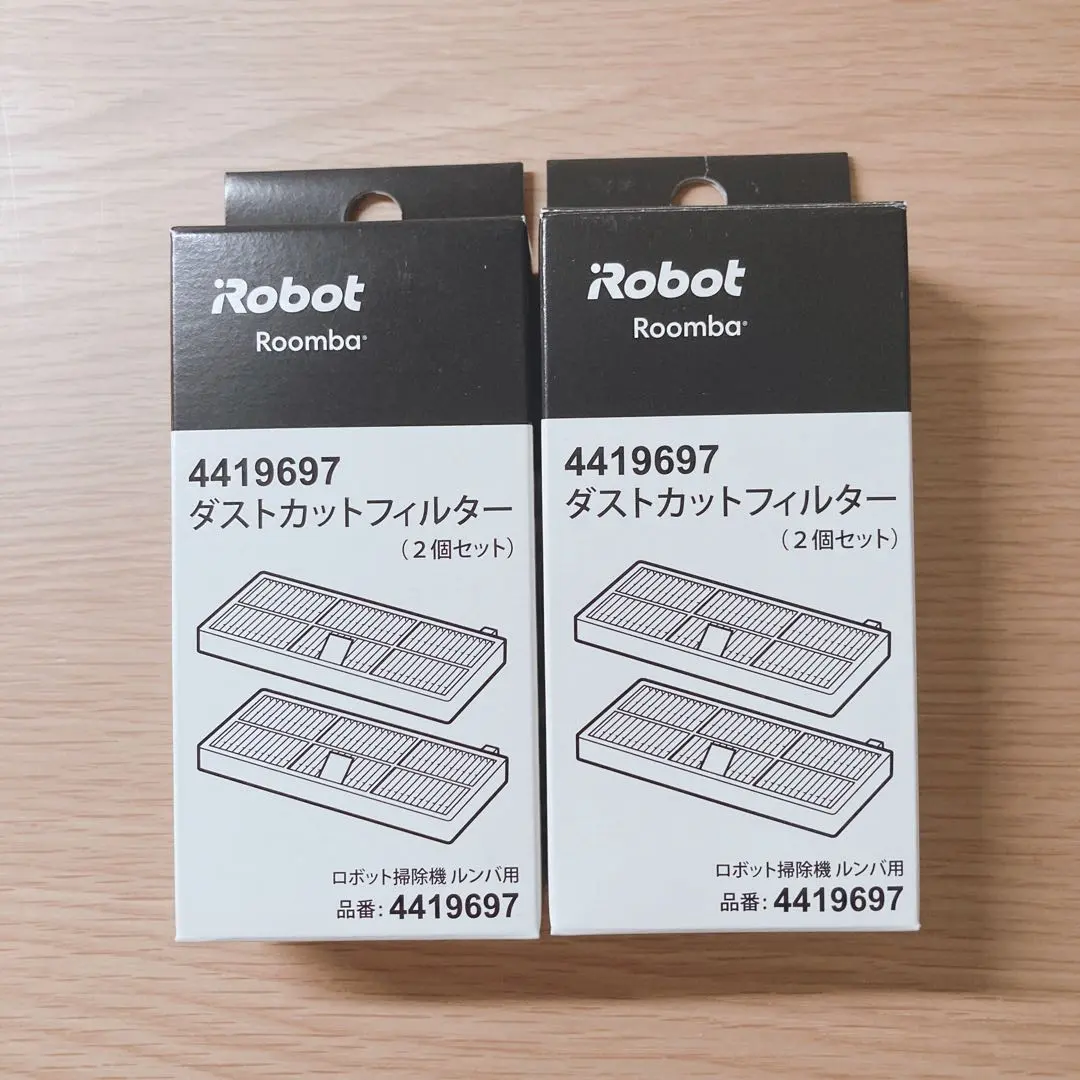 iRobot
Roomba®
4419697
ダストカットフィルター
（２個セット）
ロボット掃除機 ルンバ用
品番: 4419697
iRobot
Roomba®
4419697
ダストカットフィルター
（２個セット）
ロボット掃除機 ルンバ用
品番: 4419697